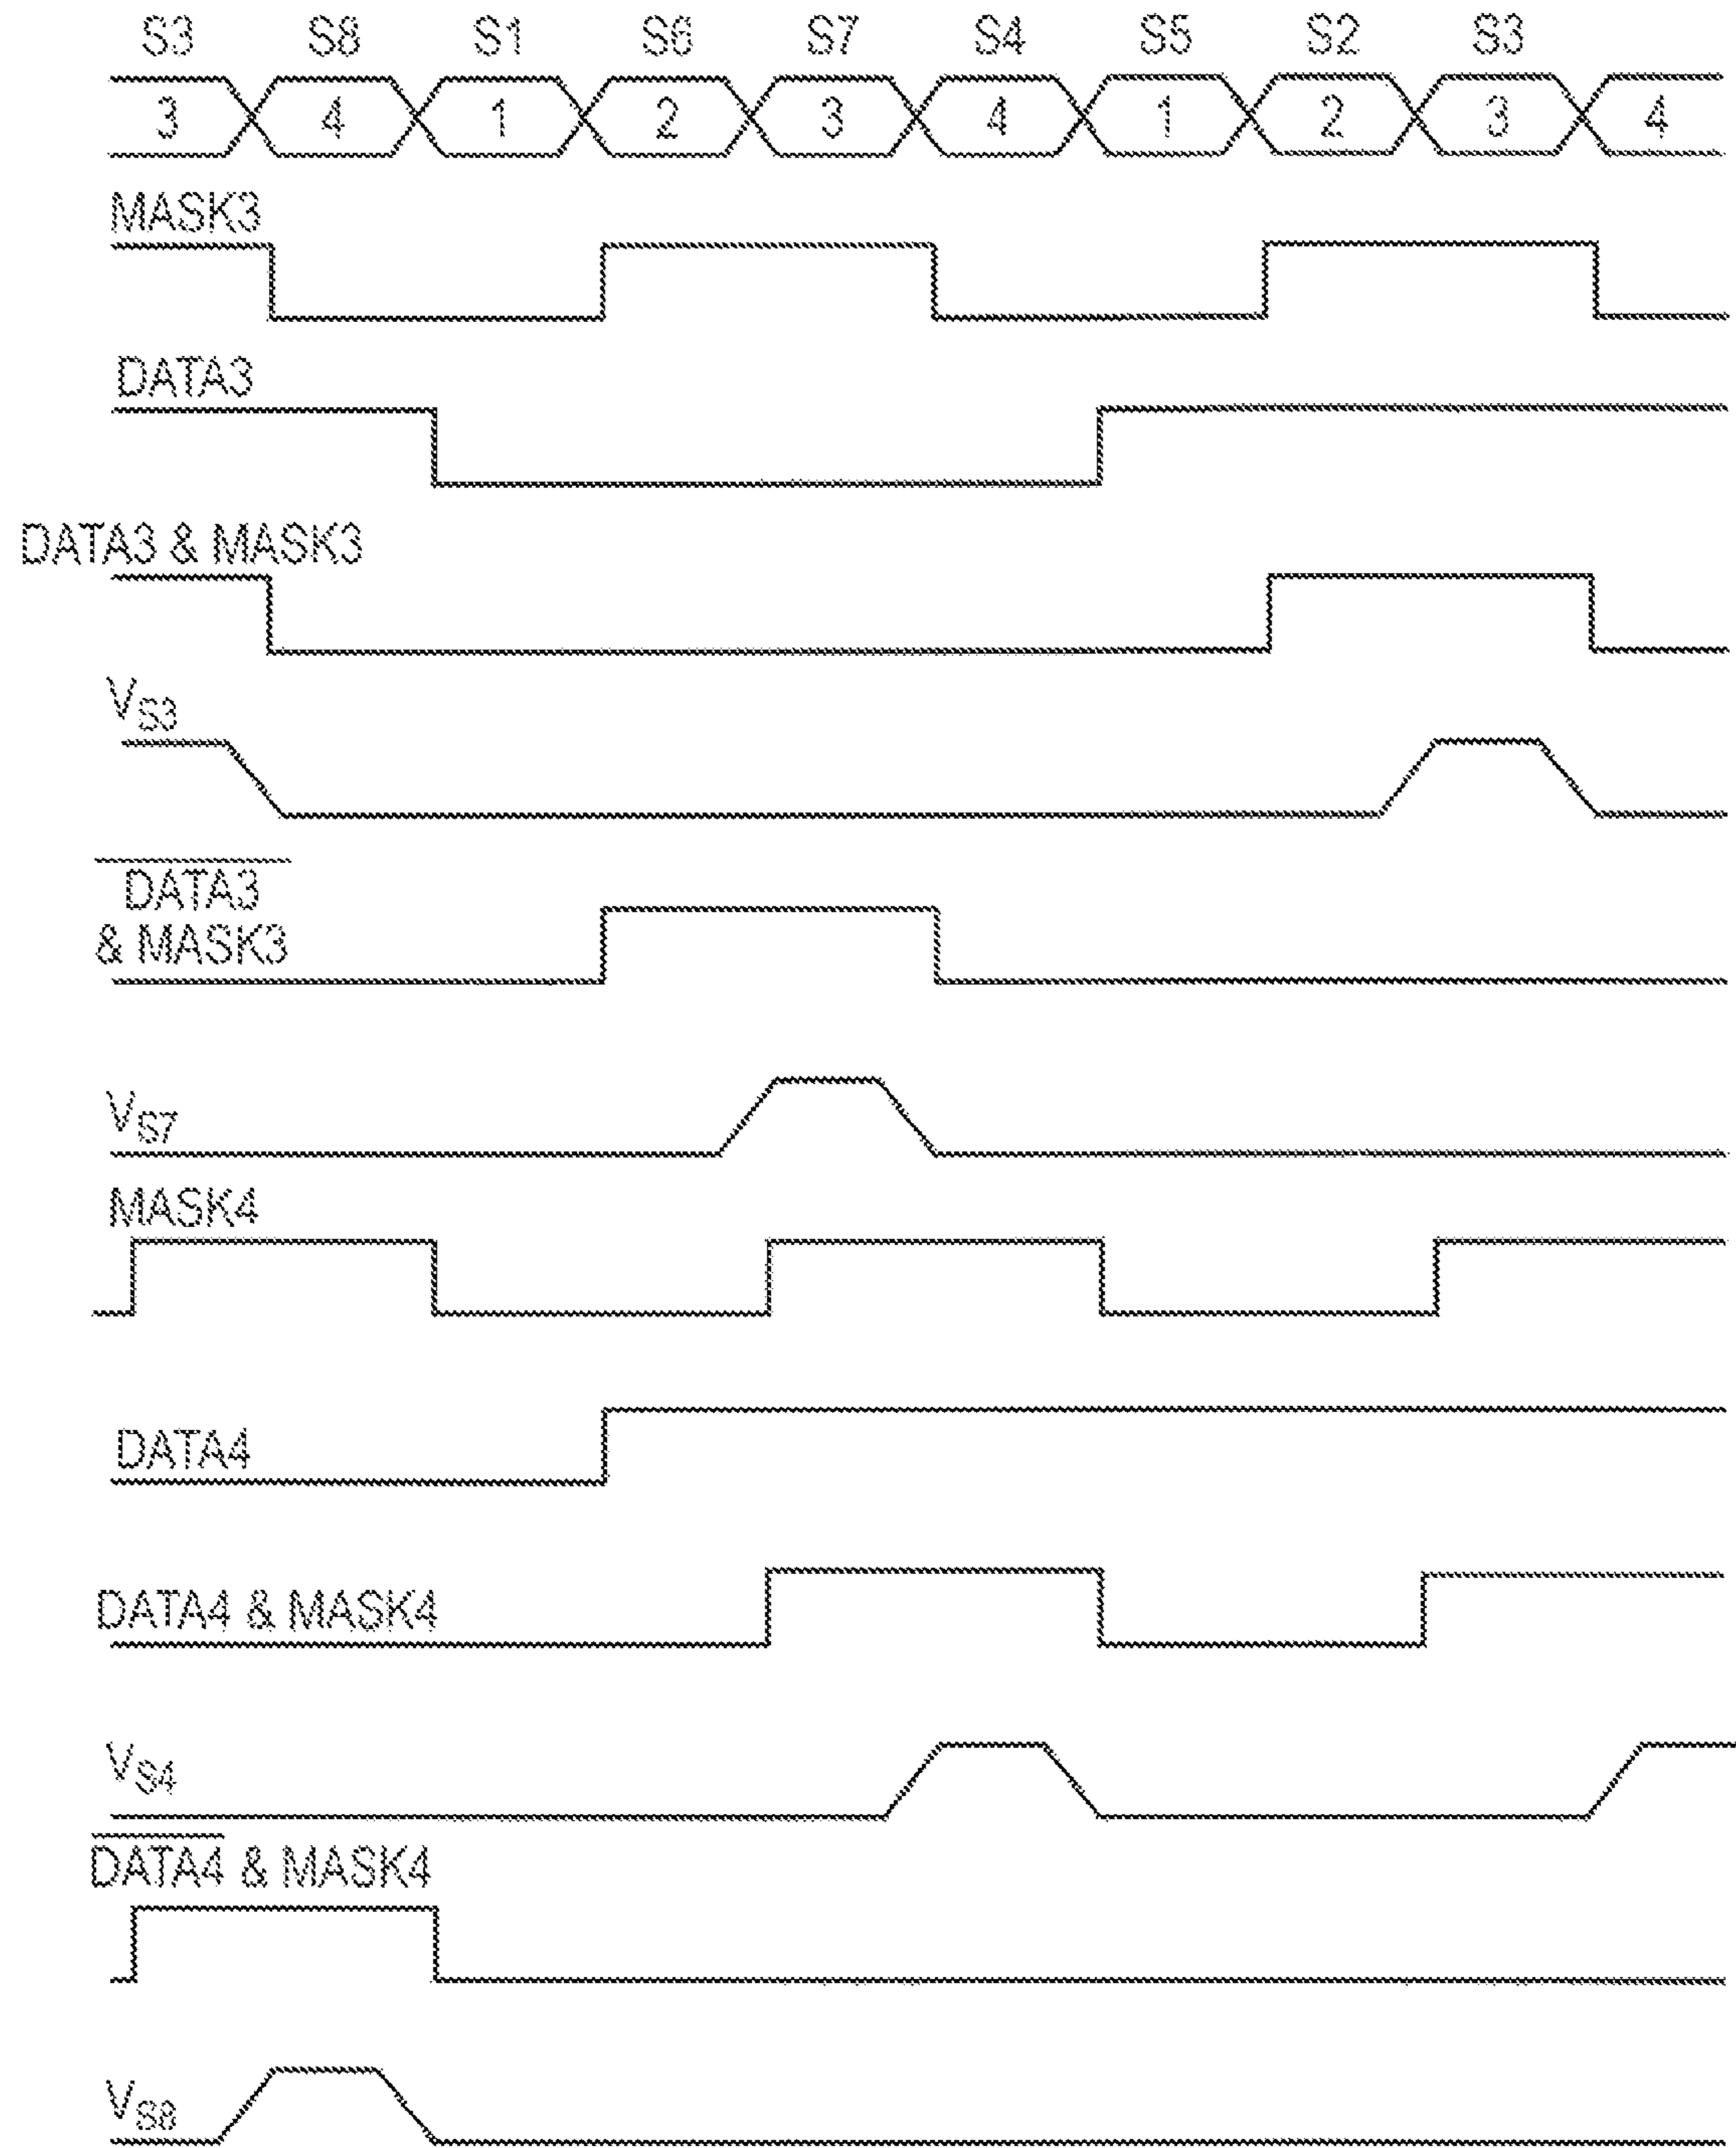 S3 S8 S1 S6 S7 S4 S5 S2 S3
3 4 1 2 3 4 1 2 3 4
MASK3
DATA3
DATA3 & MASK3
VS3
DATA3
& MASK3
VS7
MASK4
DATA4
DATA4 & MASK4
VS4
DATA4 & MASK4
VS8